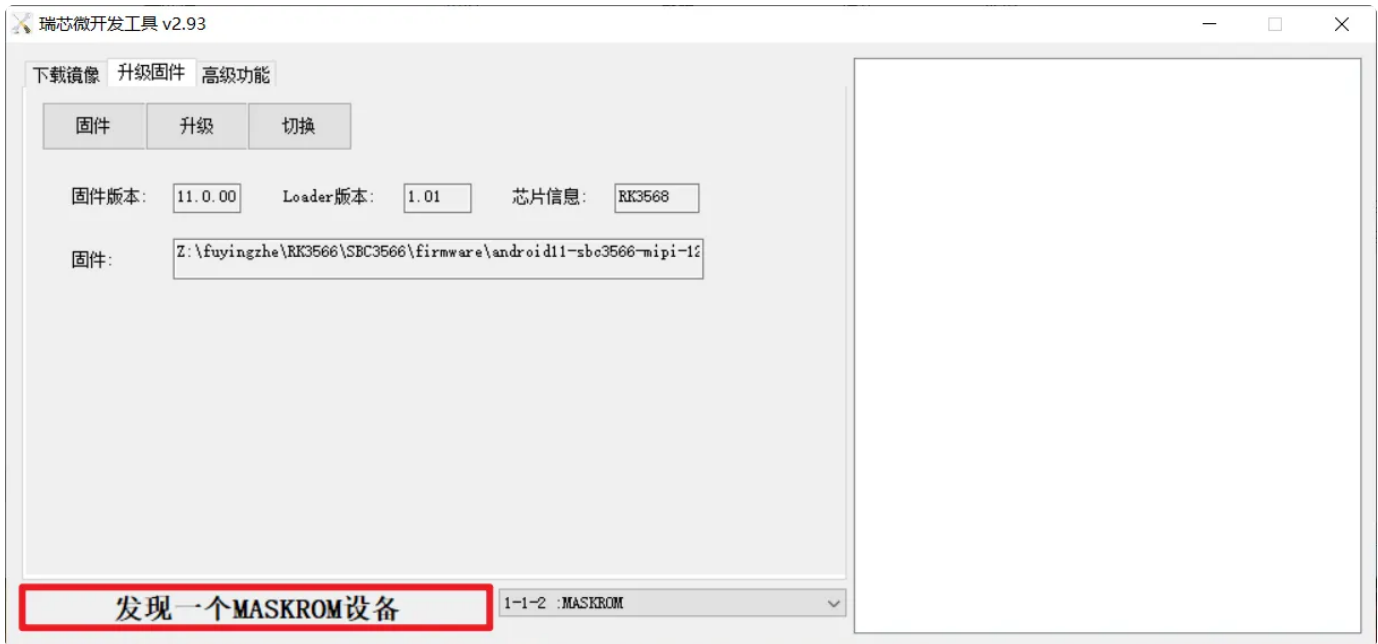 瑞芯微开发工具 v2.93
下载镜像 升级固件 高级功能
固件 升级 切换
固件版本: 11.0.00 Loader版本: 1.01 芯片信息: RK3568
固件: Z:\fuyingzhe\RK3566\SBC3566\firmware\android11-sbc3566-mipi-12
发现一个MASKROM设备 1-1-2 :MASKROM